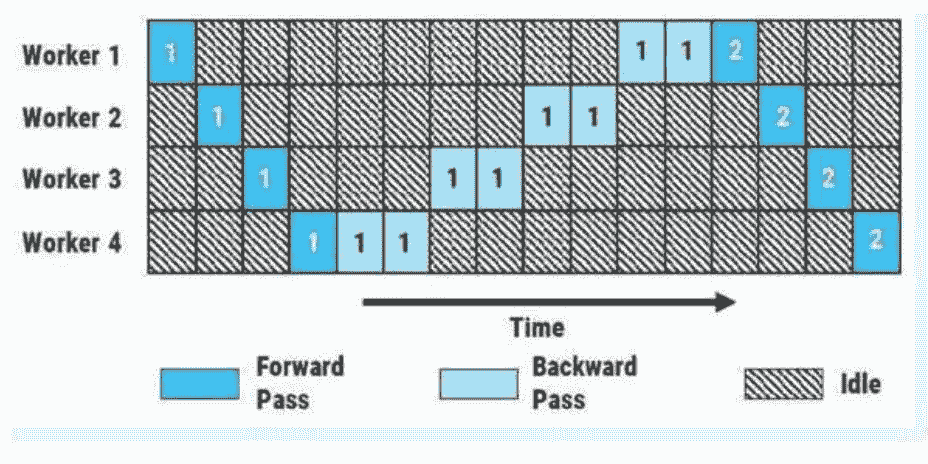 Worker 1 1 1 1 2
Worker 2 1 1 1 2
Worker 3 1 1 1 2
Worker 4 1 1 1 2
Time
Forward Pass
Backward Pass
Idle